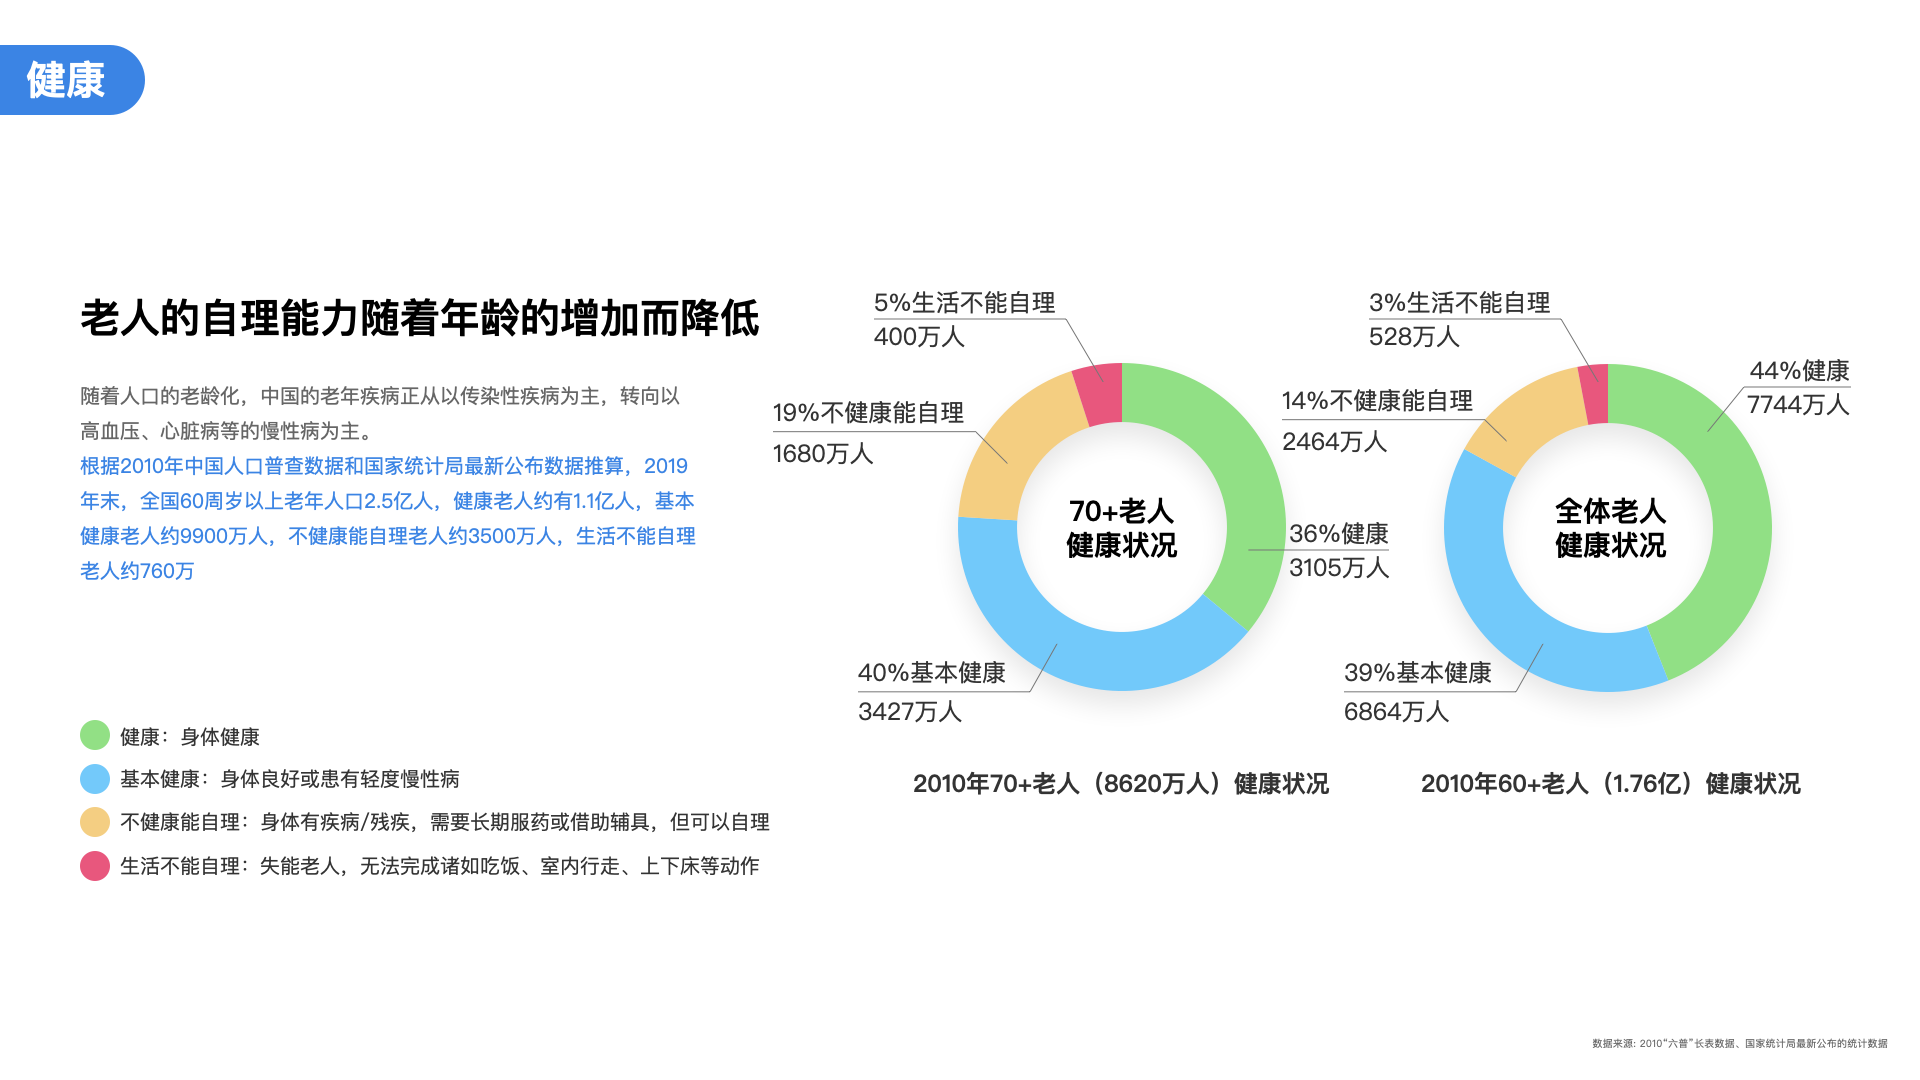 健康
老人的自理能力随着年龄的增加而降低
随着人口的老龄化，中国的老年疾病正从以传染性疾病为主，转向以
高血压、心脏病等的慢性病为主。
根据2010年中国人口普查数据和国家统计局最新公布数据推算，2019
年末，全国60周岁以上老年人口2.5亿人，健康老人约有1.1亿人，基本
健康老人约9900万人，不健康能自理老人约3500万人，生活不能自理
老人约760万
健康：身体健康
基本健康：身体良好或患有轻度慢性病
不健康能自理：身体有疾病/残疾，需要长期服药或借助辅具，但可以自理
生活不能自理：失能老人，无法完成诸如吃饭、室内行走、上下床等动作
5%生活不能自理
400万人
19%不健康能自理
1680万人
70+老人
健康状况
36%健康
3105万人
40%基本健康
3427万人
2010年70+老人（8620万人）健康状况
3%生活不能自理
528万人
44%健康
7744万人
14%不健康能自理
2464万人
全体老人
健康状况
39%基本健康
6864万人
2010年60+老人（1.76亿）健康状况
数据来源: 2010“六普”长表数据、国家统计局最新公布的统计数据